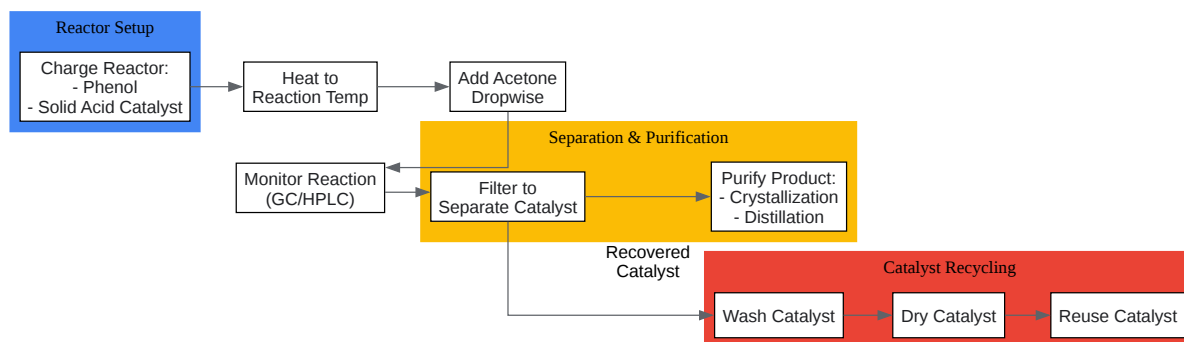 Reactor Setup
Charge Reactor:
- Phenol
- Solid Acid Catalyst
Heat to
Reaction Temp
Add Acetone
Dropwise
Monitor Reaction
(GC/HPLC)
Separation & Purification
Filter to
Separate Catalyst
Purify Product:
- Crystallization
- Distillation
Recovered
Catalyst
Catalyst Recycling
Wash Catalyst
Dry Catalyst
Reuse Catalyst